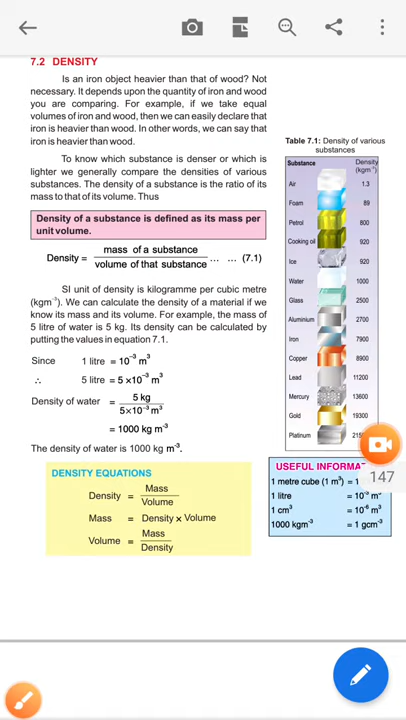 7.2 DENSITY
Is an iron object heavier than that of wood? Not
necessary. It depends upon the quantity of iron and wood
you are comparing. For example, if we take equal
volumes of iron and wood, then we can easily declare that
iron is heavier than wood. In other words, we can say that
iron is heavier than wood.
To know which substance is denser or which is
lighter we generally compare the densities of various
substances. The density of a substance is the ratio of its
mass to that of its volume. Thus
Density of a substance is defined as its mass per
unit volume.
Density = mass of a substance / volume of that substance ... ... (7.1)
SI unit of density is kilogramme per cubic metre
(kgm⁻³). We can calculate the density of a material if we
know its mass and its volume. For example, the mass of
5 litre of water is 5 kg. Its density can be calculated by
putting the values in equation 7.1.
Since 1 litre = 10⁻³ m³
∴ 5 litre = 5 ×10⁻³ m³
Density of water = 5 kg / 5×10⁻³ m³
= 1000 kg m⁻³
The density of water is 1000 kg m⁻³.
DENSITY EQUATIONS
Density = Mass / Volume
Mass = Density × Volume
Volume = Mass / Density
Table 7.1: Density of various
substances
Substance Density
(kgm⁻³)
Air 1.3
Foam 89
Petrol 800
Cooking oil 920
Ice 920
Water 1000
Glass 2500
Aluminium 2700
Iron 7900
Copper 8900
Lead 11200
Mercury 13600
Gold 19300
Platinum
USEFUL
1 metre cube (1 m³) =
1 litre = 10⁻³ m³
1 cm³ = 10⁻⁶ m³
1000 kgm⁻³ = 1 gcm⁻³
147